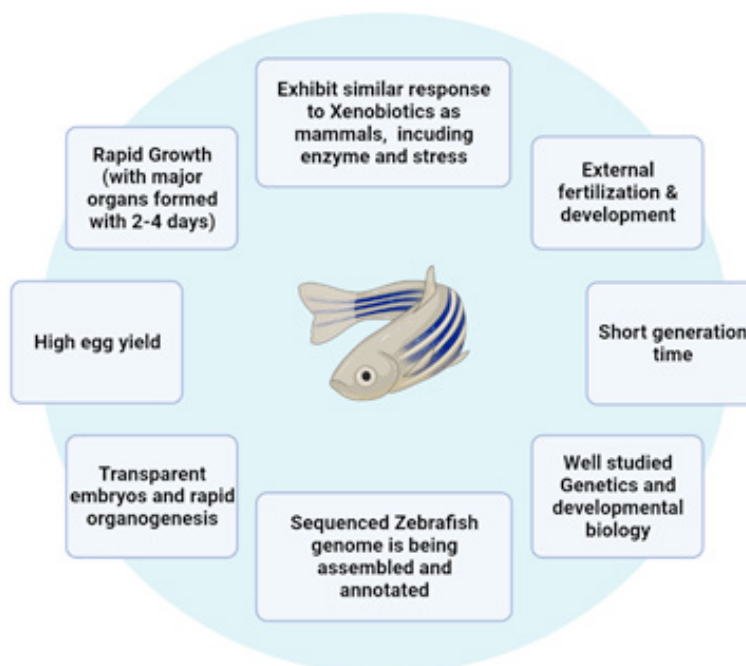 Exhibit similar response
to Xenobiotics as
mammals, incuding
enzyme and stress
Rapid Growth
(with major
organs formed
with 2-4 days)
External
fertilization &
development
High egg yield
Short generation
time
Transparent
embryos and rapid
organogenesis
Well studied
Genetics and
developmental
biology
Sequenced Zebrafish
genome is being
assembled and
annotated